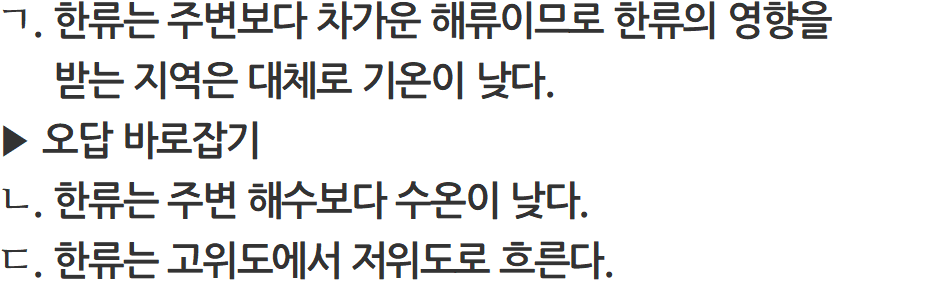 ㄱ. 한류는 주변보다 차가운 해류이므로 한류의 영향을
받는 지역은 대체로 기온이 낮다.
▶ 오답 바로잡기
ㄴ. 한류는 주변 해수보다 수온이 낮다.
ㄷ. 한류는 고위도에서 저위도로 흐른다.